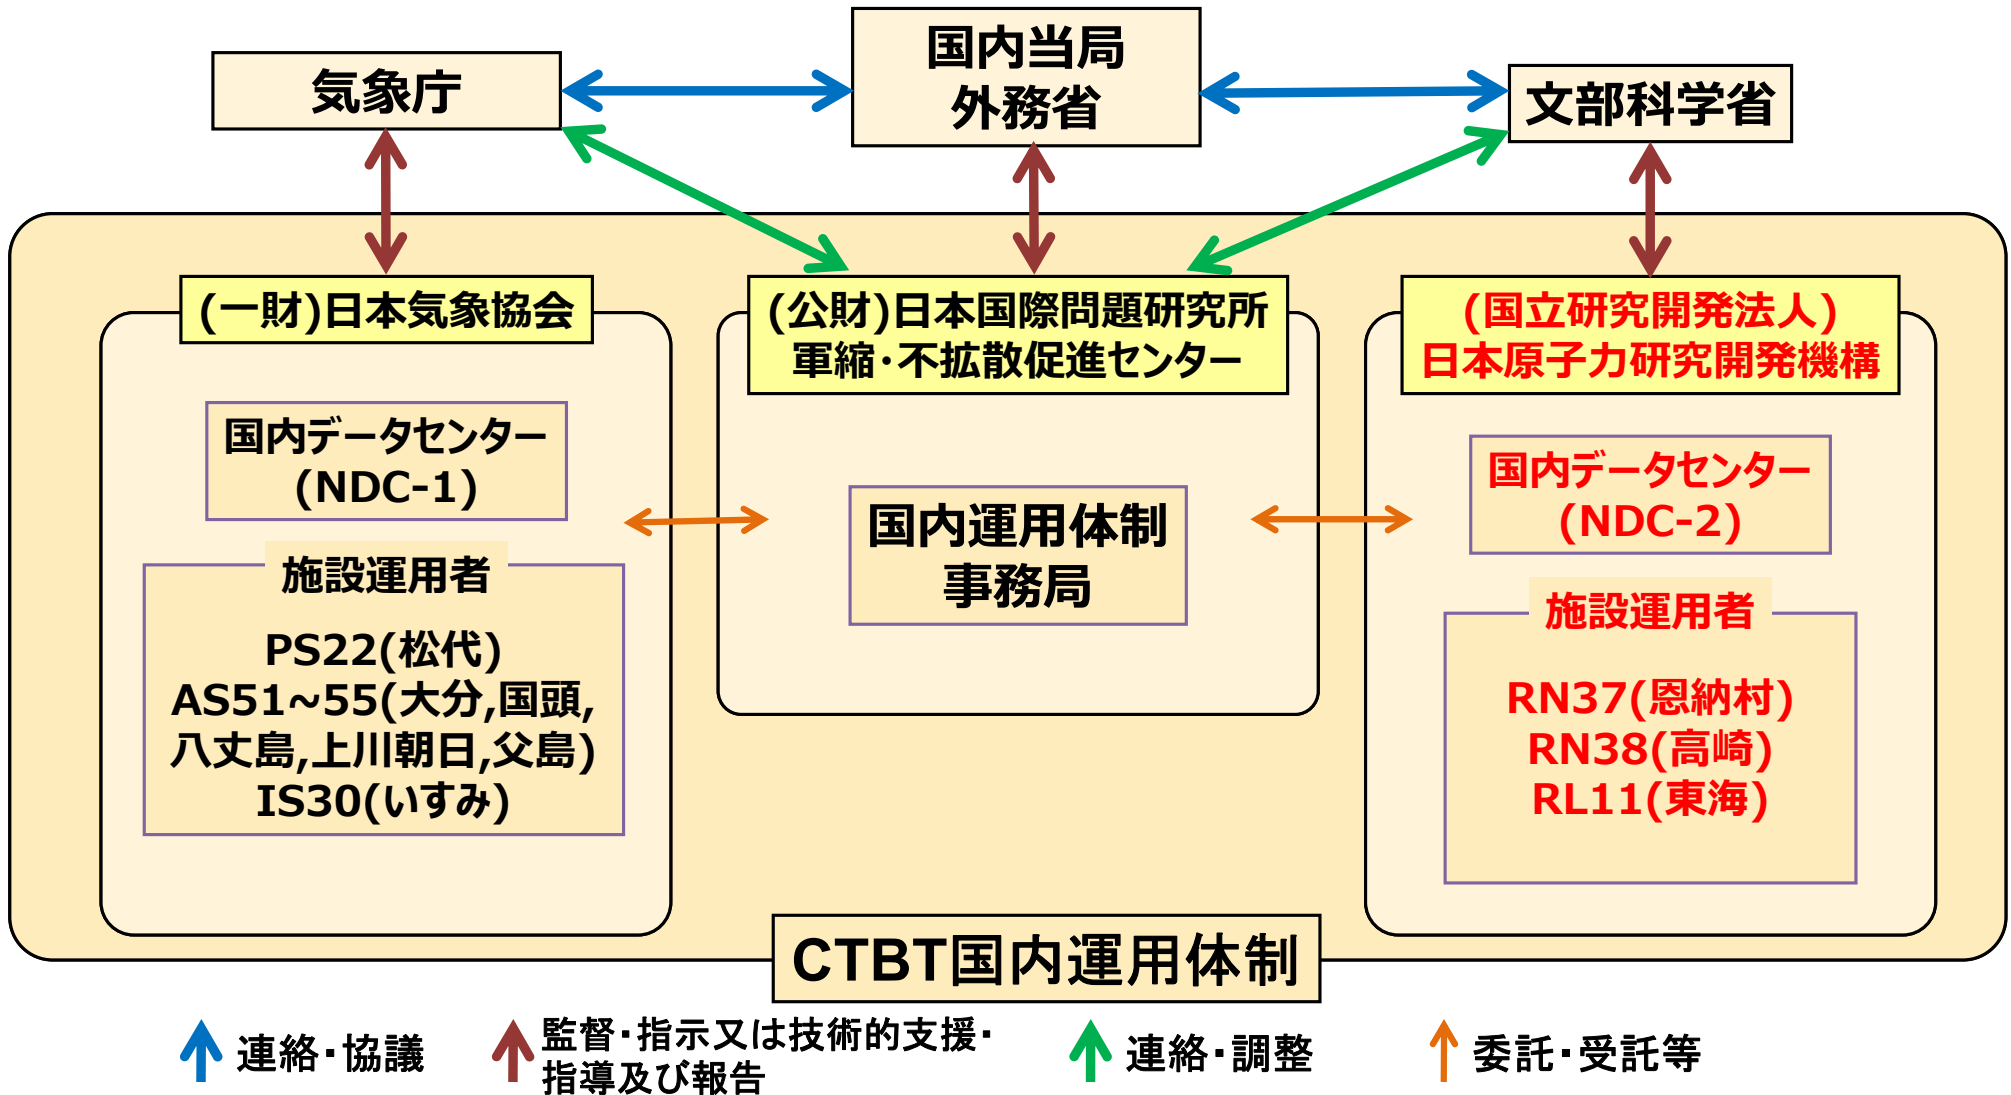 気象庁
国内当局
外務省
文部科学省
(一財)日本気象協会
(公財)日本国際問題研究所
軍縮・不拡散促進センター
(国立研究開発法人)
日本原子力研究開発機構
国内データセンター
(NDC-1)
施設運用者
PS22(松代)
AS51~55(大分,国頭,
八丈島,上川朝日,父島)
IS30(いすみ)
国内運用体制
事務局
国内データセンター
(NDC-2)
施設運用者
RN37(恩納村)
RN38(高崎)
RL11(東海)
CTBT国内運用体制
連絡・協議
監督・指示又は技術的支援・
指導及び報告
連絡・調整
委託・受託等